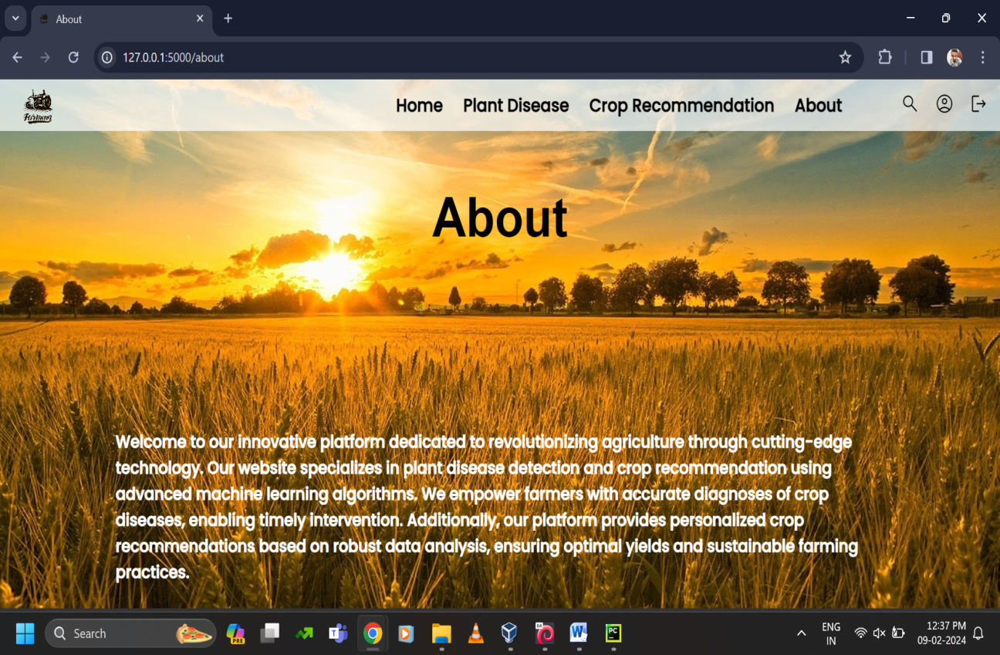 About
127.0.0.1:5000/about
Farming
Home Plant Disease Crop Recommendation About
About
Welcome to our innovative platform dedicated to revolutionizing agriculture through cutting-edge
technology. Our website specializes in plant disease detection and crop recommendation using
advanced machine learning algorithms. We empower farmers with accurate diagnoses of crop
diseases, enabling timely intervention. Additionally, our platform provides personalized crop
recommendations based on robust data analysis, ensuring optimal yields and sustainable farming
practices.
Search
PRE
T
64
W
PC
ENG
IN
12:37 PM
09-02-2024